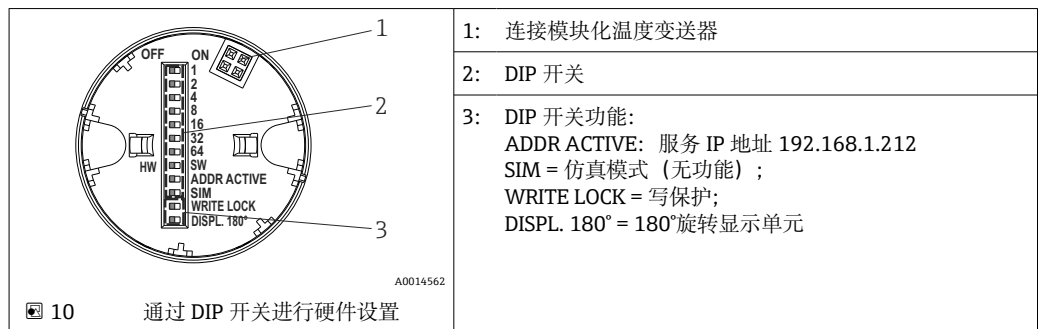 1
OFF
ON
1
2
4
8
16
32
64
SW
HW
ADDR ACTIVE
SIM
WRITE LOCK
DISPL. 180°
2
3
A0014562
10 通过 DIP 开关进行硬件设置
1: 连接模块化温度变送器
2: DIP 开关
3: DIP 开关功能:
ADDR ACTIVE: 服务 IP 地址 192.168.1.212
SIM = 仿真模式（无功能）;
WRITE LOCK = 写保护;
DISPL. 180° = 180°旋转显示单元